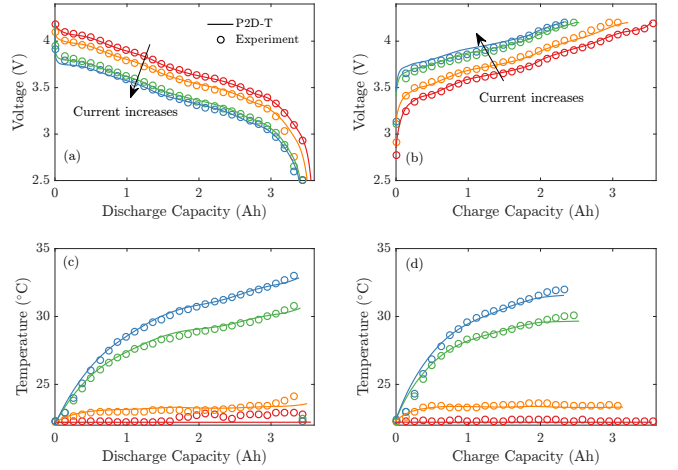 P2D-T
Experiment
Current increases
(a)
Voltage (V)
4
3.5
3
2.5
0
1
2
3
Discharge Capacity (Ah)
Current increases
(b)
Voltage (V)
4
3.5
3
2.5
0
1
2
3
Charge Capacity (Ah)
(c)
Temperature (°C)
35
30
25
0
1
2
3
Discharge Capacity (Ah)
(d)
Temperature (°C)
35
30
25
0
1
2
3
Charge Capacity (Ah)